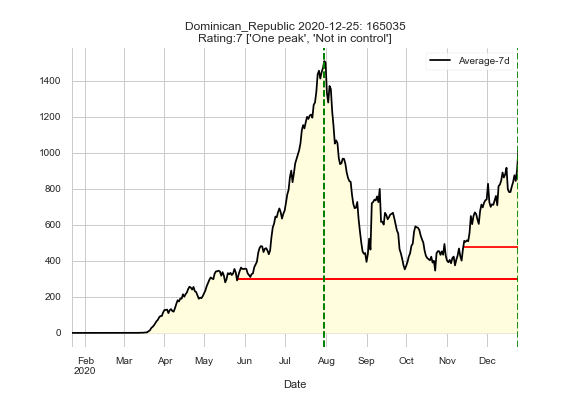 Dominican_Republic 2020-12-25: 165035
Rating:7 ['One peak', 'Not in control']
Average-7d
1400
1200
1000
800
600
400
200
0
Feb Mar Apr May Jun Jul Aug Sep Oct Nov Dec
2020
Date